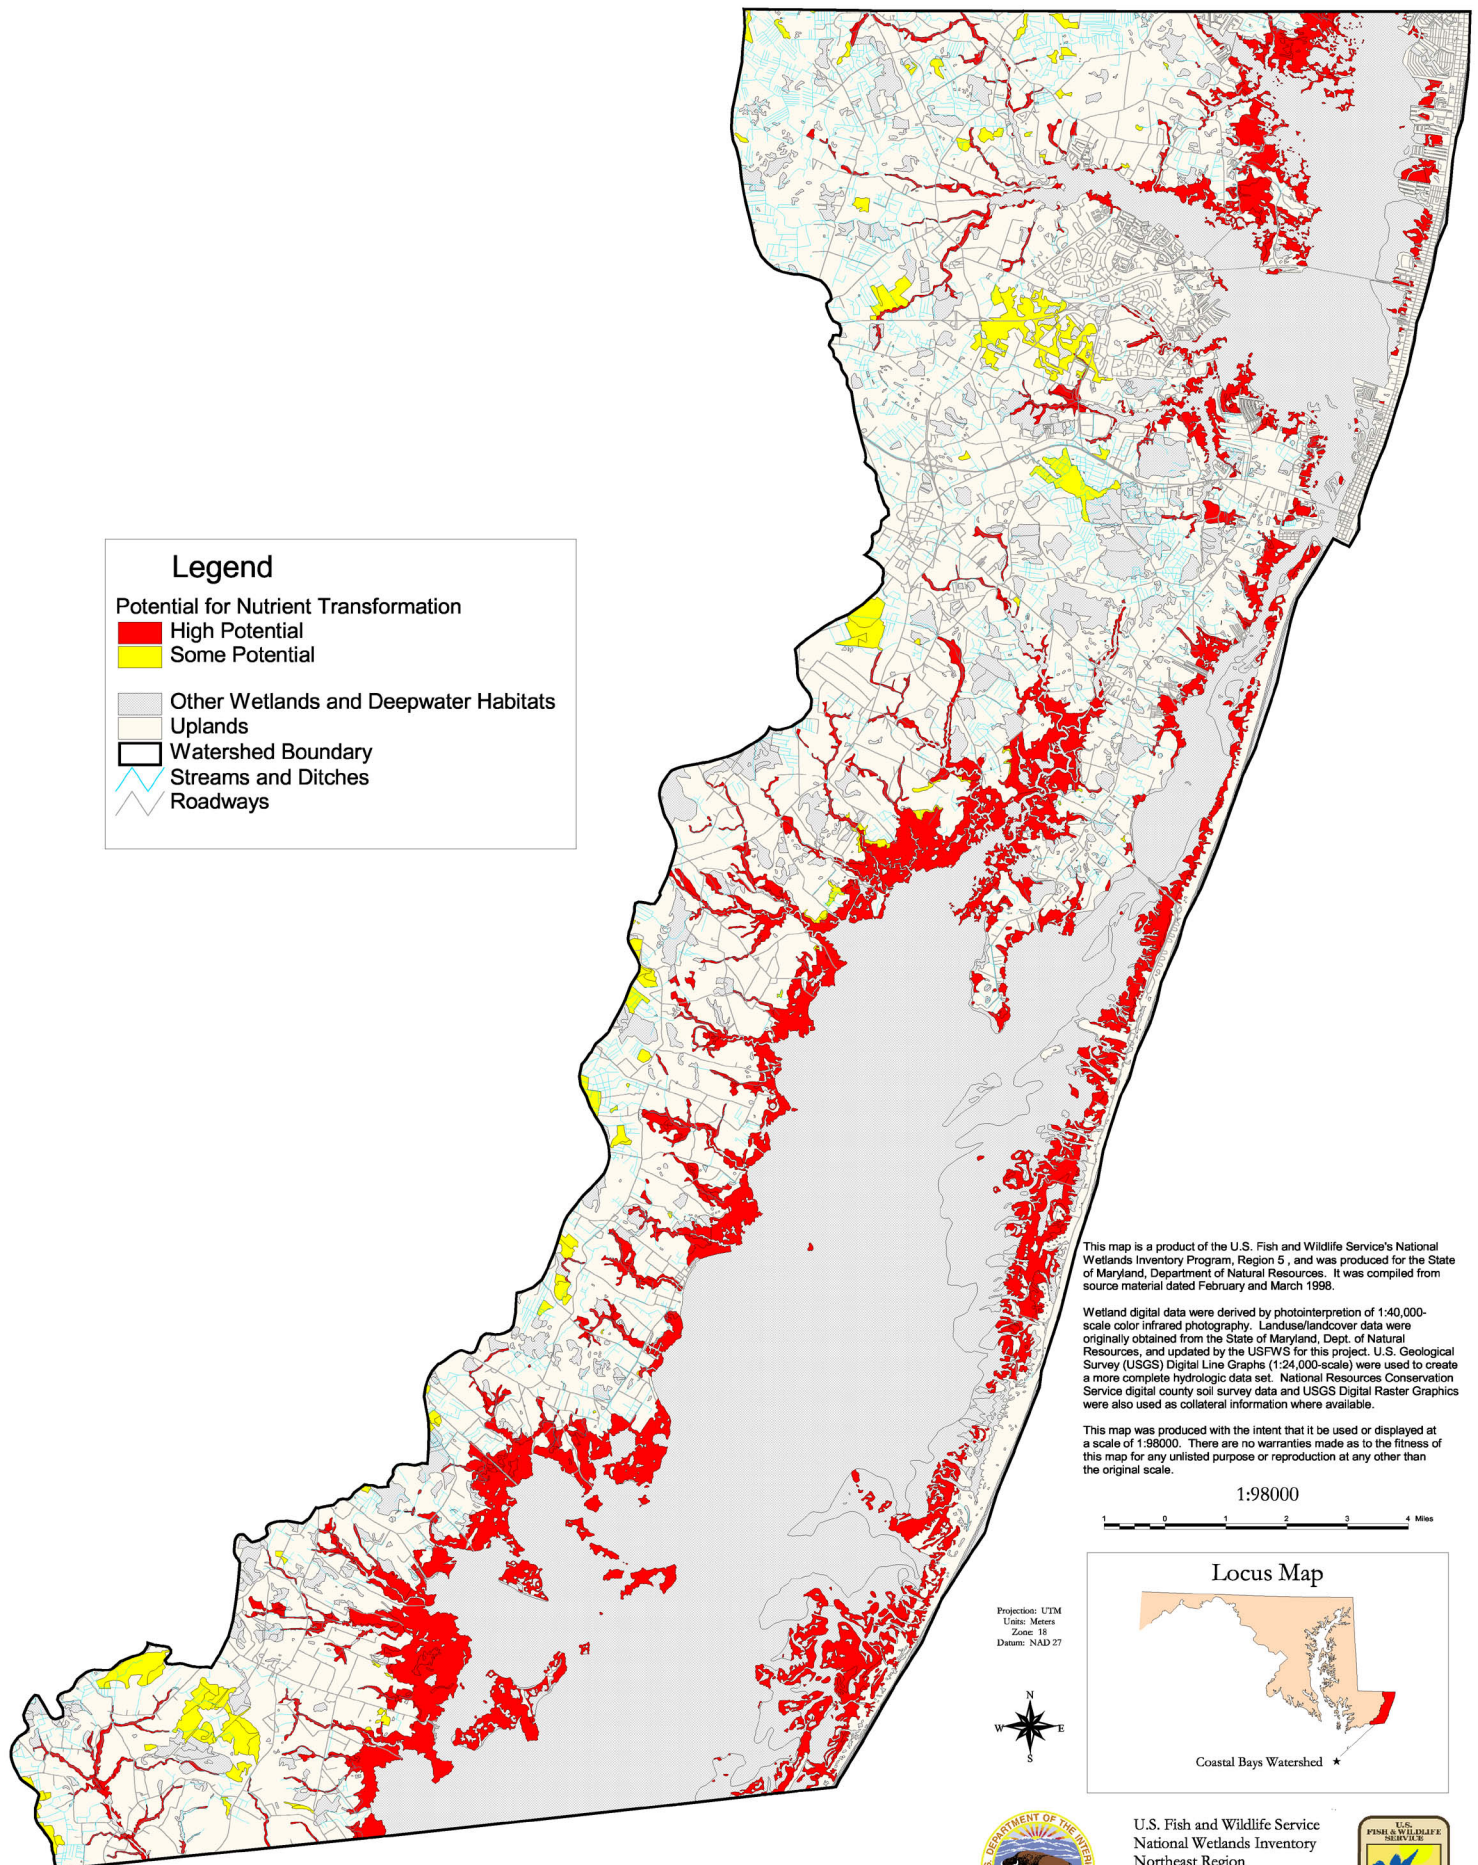 Legend
Potential for Nutrient Transformation
High Potential
Some Potential
Other Wetlands and Deepwater Habitats
Uplands
Watershed Boundary
Streams and Ditches
Roadways
This map is a product of the U.S. Fish and Wildlife Service's National
Wetlands Inventory Program, Region 5 , and was produced for the State
of Maryland, Department of Natural Resources. It was compiled from
source material dated February and March 1998.
Wetland digital data were derived by photointerpretion of 1:40,000-
scale color infrared photography. Landuse/landcover data were
originally obtained from the State of Maryland, Dept. of Natural
Resources, and updated by the USFWS for this project. U.S. Geological
Survey (USGS) Digital Line Graphs (1:24,000-scale) were used to create
a more complete hydrologic data set. National Resources Conservation
Service digital county soil survey data and USGS Digital Raster Graphics
were also used as collateral information where available.
This map was produced with the intent that it be used or displayed at
a scale of 1:98000. There are no warranties made as to the fitness of
this map for any unlisted purpose or reproduction at any other than
the original scale.
1:98000
1 0 1 2 3 4 Miles
Locus Map
Coastal Bays Watershed ★
Projection: UTM
Units: Meters
Zone: 18
Datum: NAD 27
N
W E
S
DEPARTMENT OF THE INTERI
U.S. Fish and Wildlife Service
National Wetlands Inventory
Northeast Region
U.S.
FISH & WILDLIFE
SERVICE